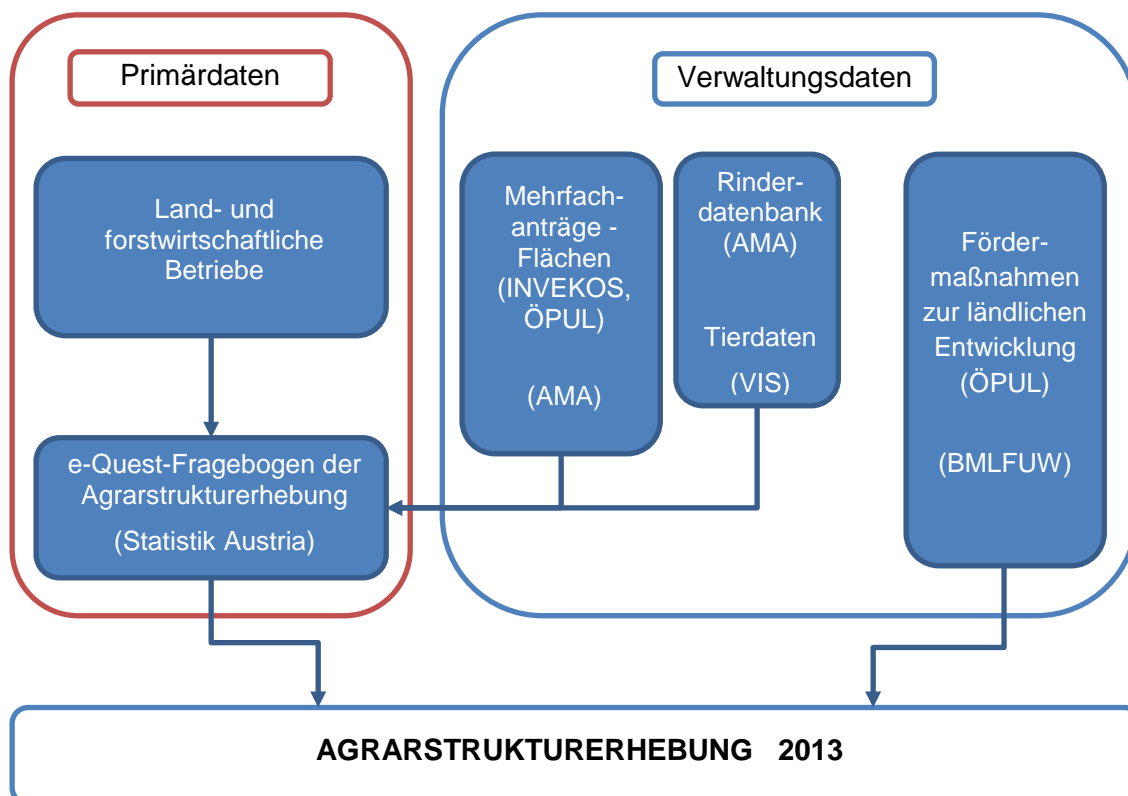 Primärdaten
Land- und
forstwirtschaftliche
Betriebe
e-Quest-Fragebogen der
Agrarstrukturerhebung
(Statistik Austria)
Verwaltungsdaten
Mehrfach-
anträge -
Flächen
(INVEKOS,
ÖPUL)
(AMA)
Rinder-
datenbank
(AMA)
Tierdaten
(VIS)
Förder-
maßnahmen
zur ländlichen
Entwicklung
(ÖPUL)
(BMLFUW)
AGRARSTRUKTURERHEBUNG 2013